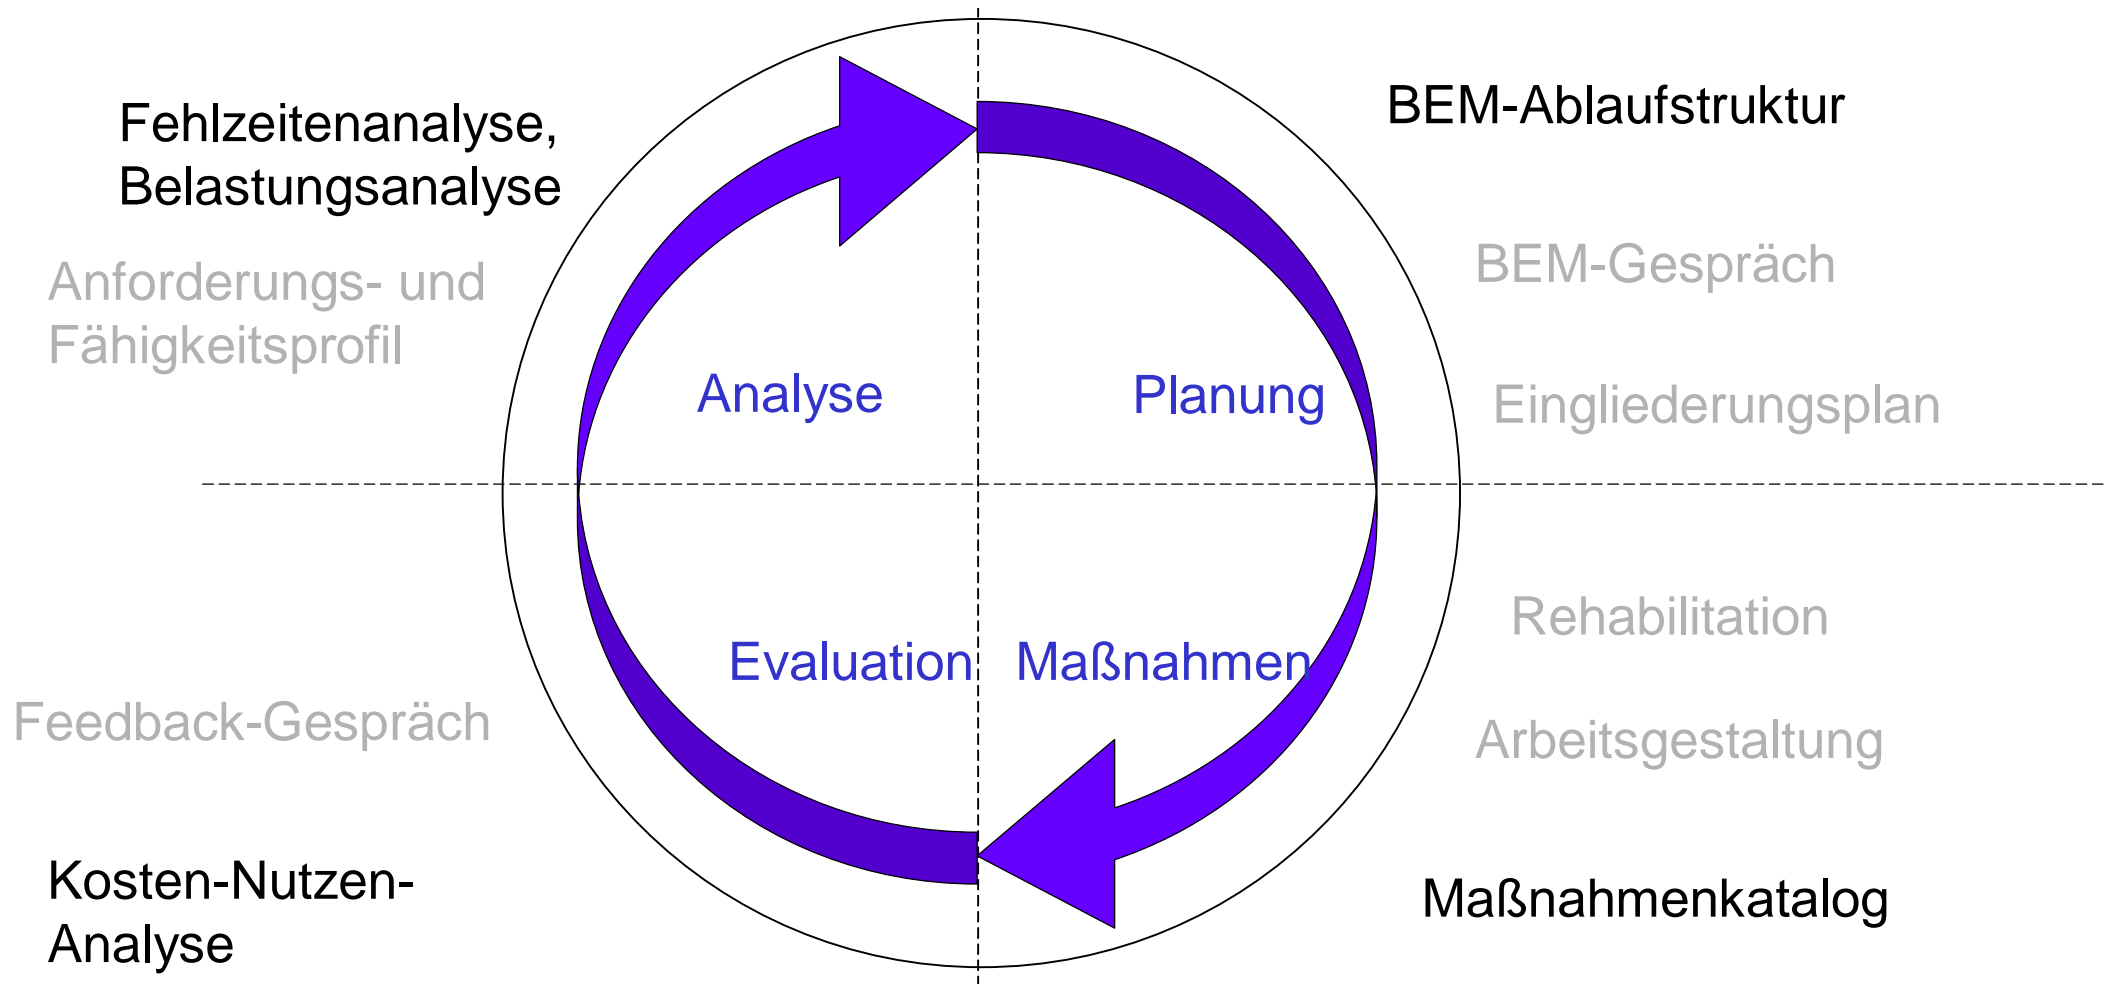 Fehlzeitenanalyse,
Belastungsanalyse
Anforderungs- und
Fähigkeitsprofil
BEM-Ablaufstruktur
BEM-Gespräch
Eingliederungsplan
Analyse
Planung
Evaluation
Maßnahmen
Rehabilitation
Arbeitsgestaltung
Maßnahmenkatalog
Feedback-Gespräch
Kosten-Nutzen-
Analyse